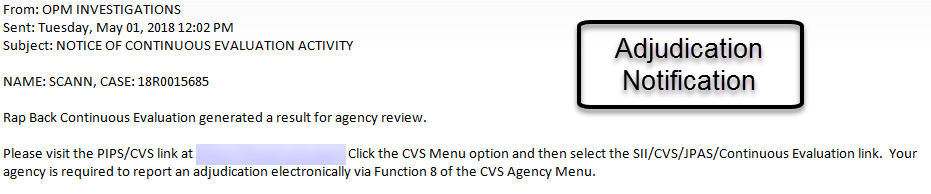 From: OPM INVESTIGATIONS
Sent: Tuesday, May 01, 2018 12:02 PM
Subject: NOTICE OF CONTINUOUS EVALUATION ACTIVITY
Adjudication
Notification
NAME: SCANN, CASE: 18R0015685
Rap Back Continuous Evaluation generated a result for agency review.
Please visit the PIPS/CVS link at Click the CVS Menu option and then select the SII/CVS/JPAS/Continuous Evaluation link. Your
agency is required to report an adjudication electronically via Function 8 of the CVS Agency Menu.